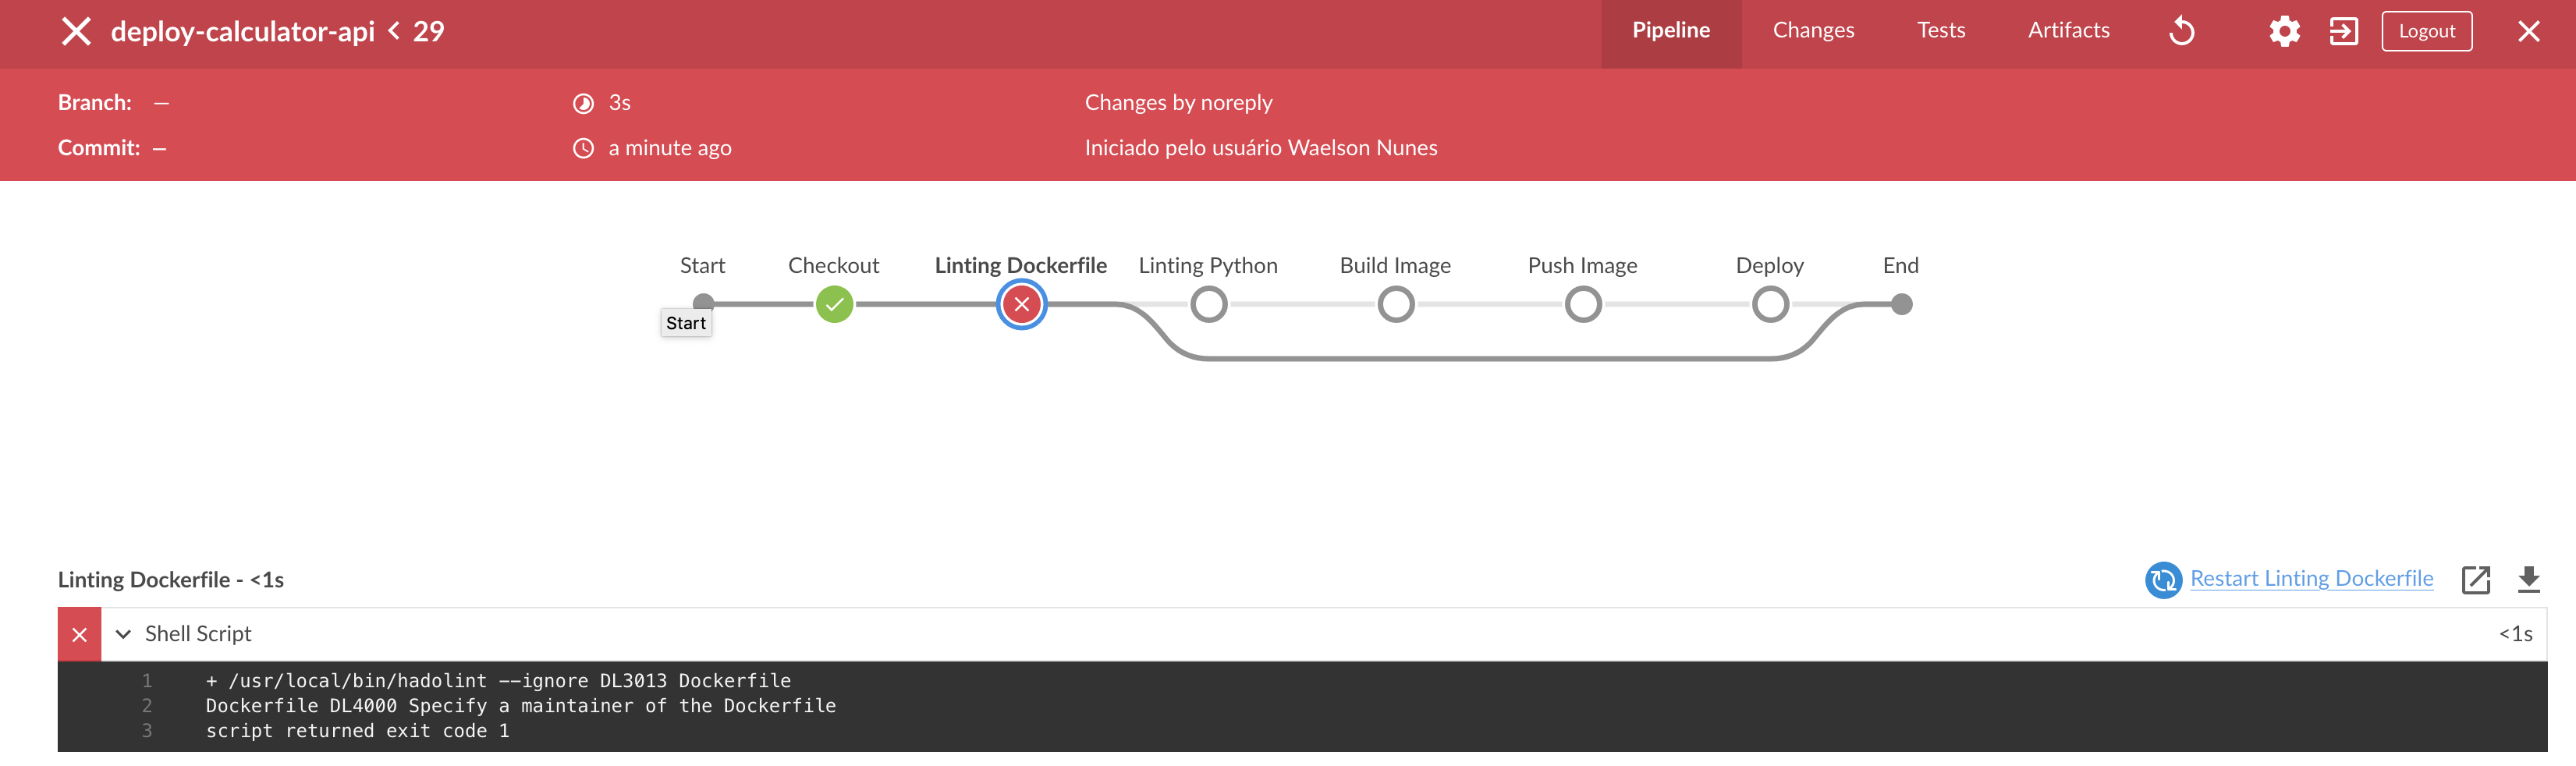 deploy-calculator-api < 29
Pipeline
Changes
Tests
Artifacts
Logout
Branch: —
3s
Changes by noreply
Commit: —
a minute ago
Iniciado pelo usuário Waelson Nunes
Start
Checkout
Linting Dockerfile
Linting Python
Build Image
Push Image
Deploy
End
Start
Linting Dockerfile - <1s
Restart Linting Dockerfile
Shell Script
<1s
1 + /usr/local/bin/hadolint --ignore DL3013 Dockerfile
2 Dockerfile DL4000 Specify a maintainer of the Dockerfile
3 script returned exit code 1